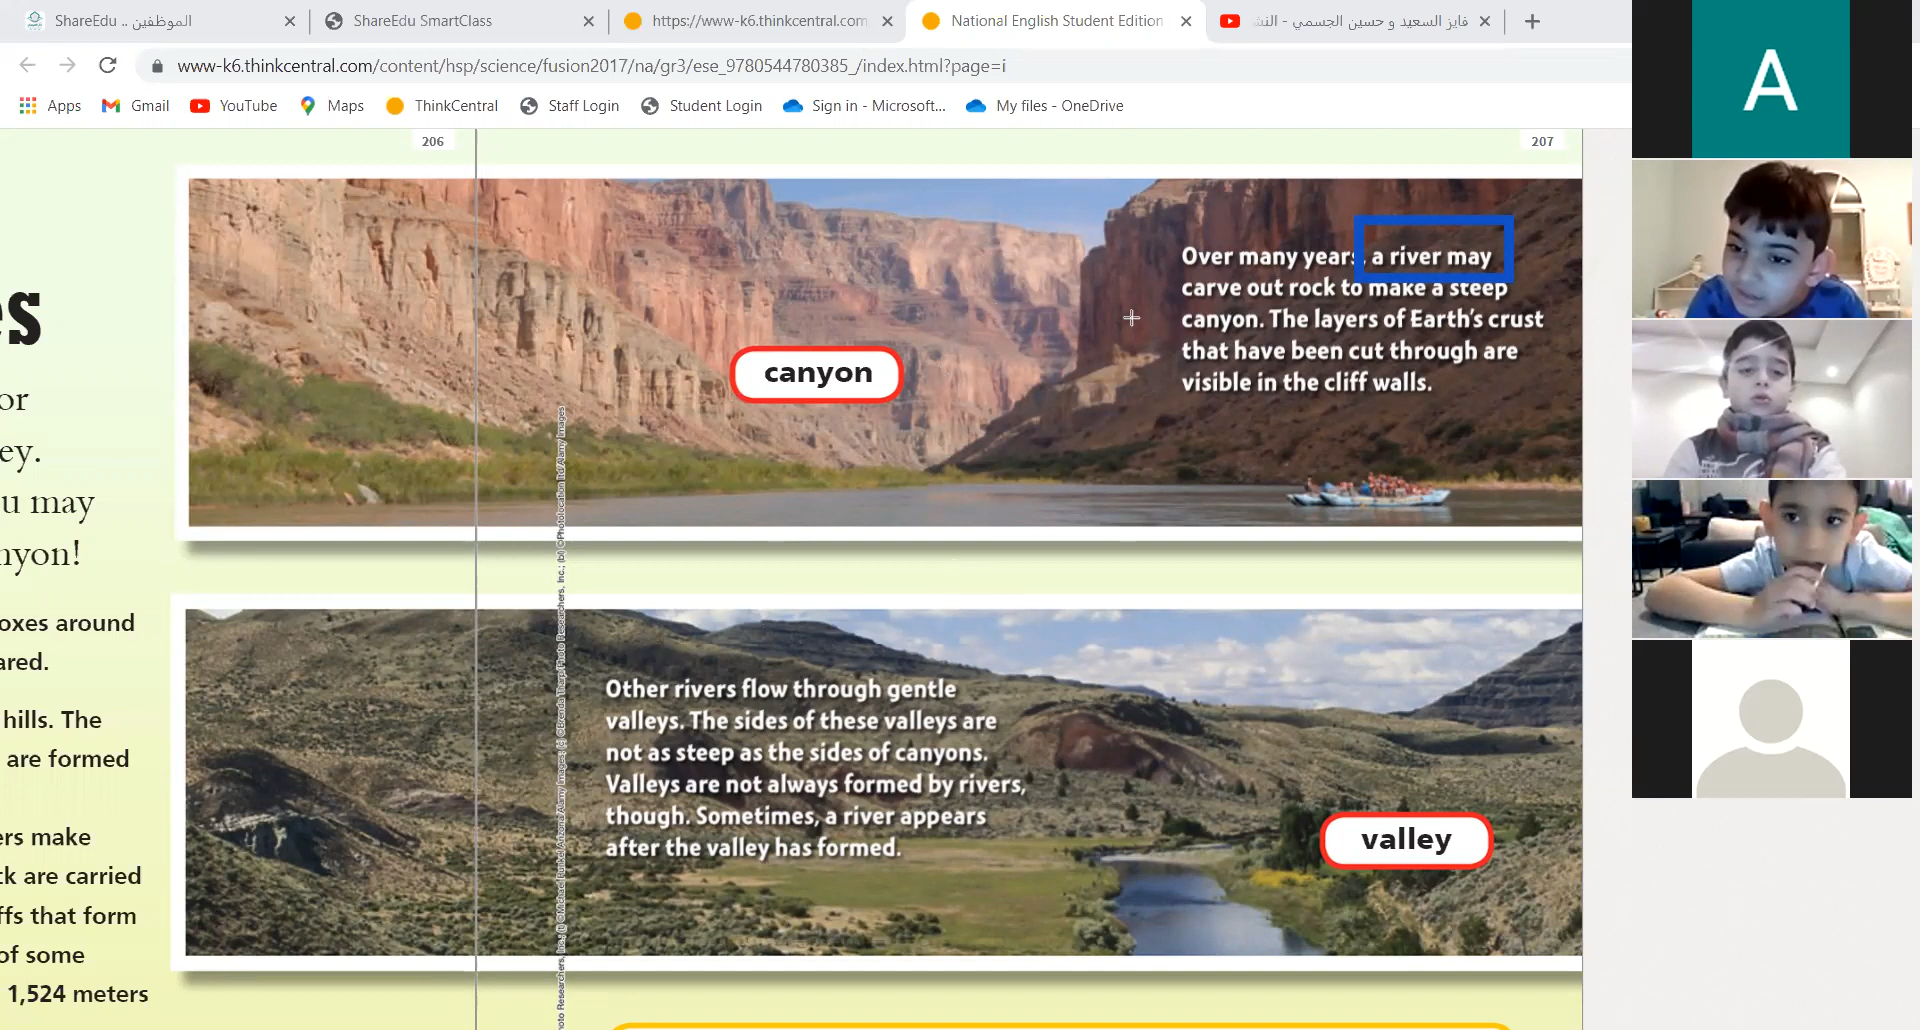 ShareEdu .. الموظفين
ShareEdu SmartClass
https://www-k6.thinkcentral.com
National English Student Edition
فايز السعيد و حسين الجسمي - النش
www-k6.thinkcentral.com/content/hsp/science/fusion2017/na/gr3/ese_9780544780385_/index.html?page=i
Apps
Gmail
YouTube
Maps
ThinkCentral
Staff Login
Student Login
Sign in - Microsoft...
My files - OneDrive
206
207
es
or
ey.
u may
nyon!
oxes around
ared.
hills. The
are formed
ers make
ck are carried
ffs that form
of some
1,524 meters
Over many years, a river may
carve out rock to make a steep
canyon. The layers of Earth's crust
that have been cut through are
visible in the cliff walls.
canyon
Other rivers flow through gentle
valleys. The sides of these valleys are
not as steep as the sides of canyons.
Valleys are not always formed by rivers,
though. Sometimes, a river appears
after the valley has formed.
valley
A